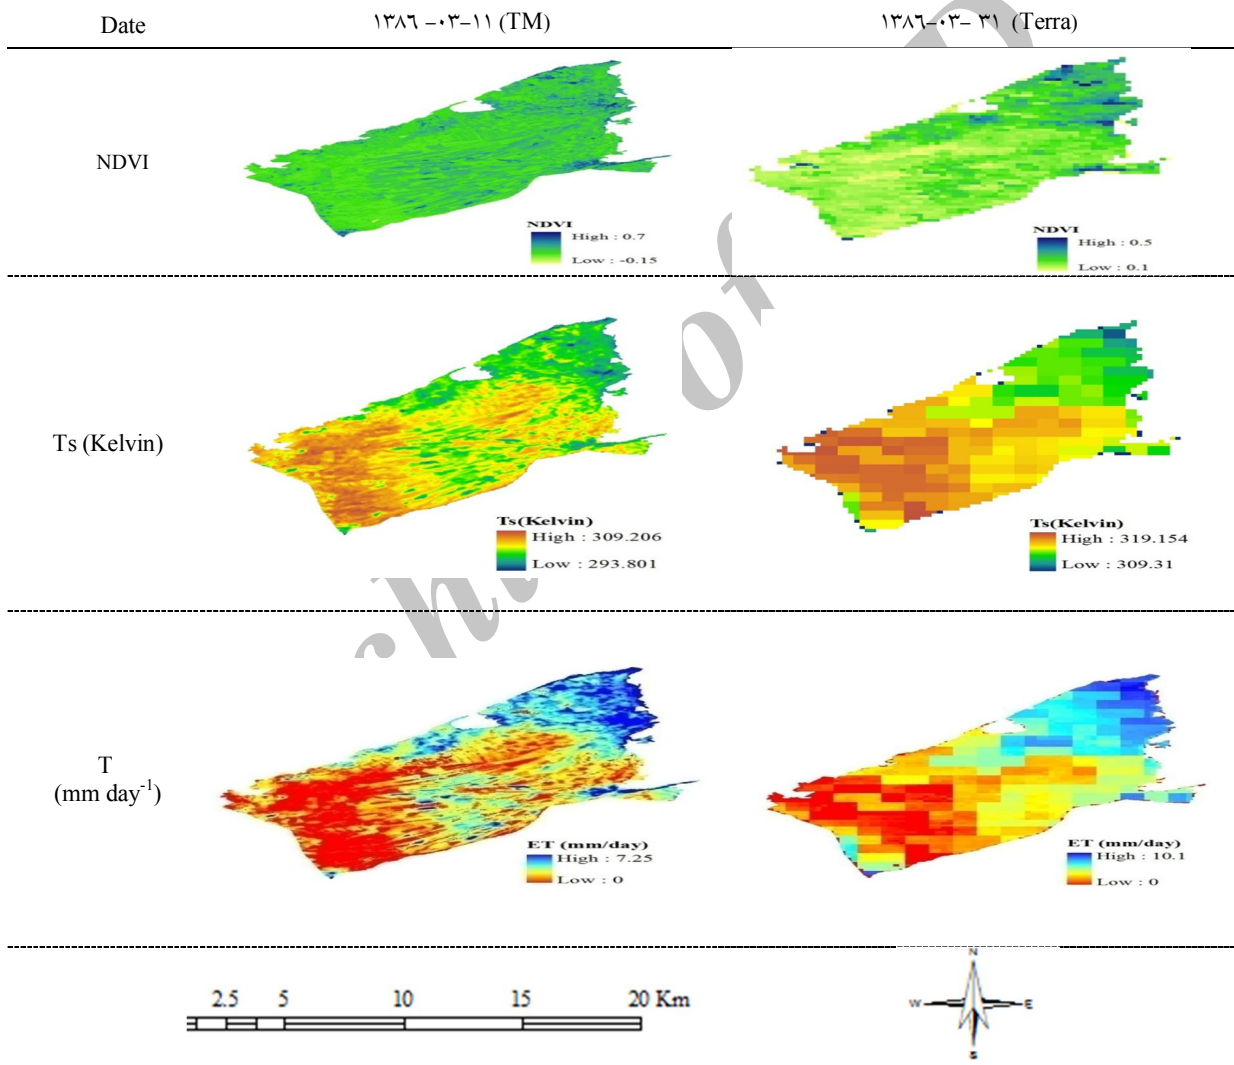 Date ۱۳۸٦ -۰۳-۱۱ (TM) ۱۳۸٦-۰۳- ۳۱ (Terra)
NDVI
NDVI
High : 0.7
Low : -0.15
NDVI
High : 0.5
Low : 0.1
Ts (Kelvin)
Ts(Kelvin)
High : 309.206
Low : 293.801
Ts(Kelvin)
High : 319.154
Low : 309.31
T
(mm day-1)
ET (mm/day)
High : 7.25
Low : 0
ET (mm/day)
High : 10.1
Low : 0
2.5 5 10 15 20 Km
N
W E
S